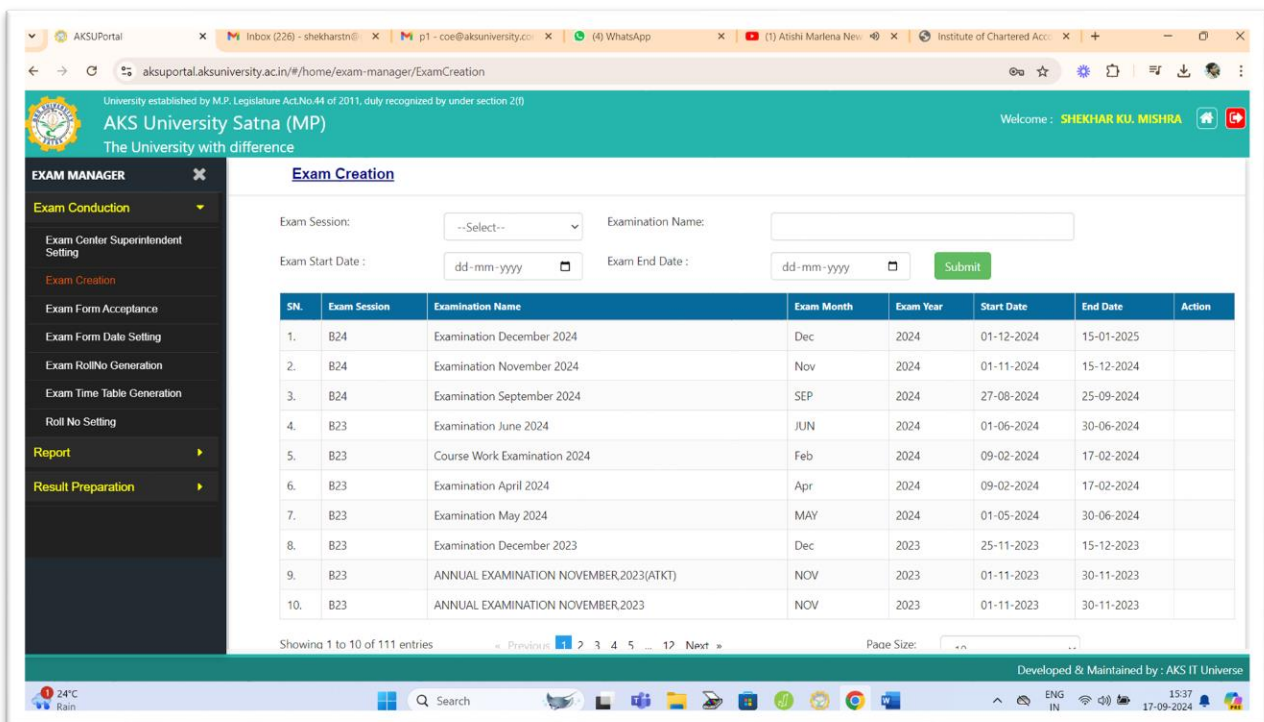 AKSUPortal
Inbox (226) - shekharstn@
p1 - coe@aksuniversity.co
(4) WhatsApp
(1) Atishi Marlena New
Institute of Chartered Acco
aksuportal.aksuniversity.ac.in/#/home/exam-manager/ExamCreation
University established by M.P. Legislature Act.No.44 of 2011, duly recognized by under section 2(f)
AKS University Satna (MP)
The University with difference
Welcome : SHEKHAR KU. MISHRA
EXAM MANAGER
Exam Conduction
Exam Center Superintendent
Setting
Exam Creation
Exam Form Acceptance
Exam Form Date Setting
Exam RollNo Generation
Exam Time Table Generation
Roll No Setting
Report
Result Preparation
Exam Creation
Exam Session: --Select-- Examination Name:
Exam Start Date : dd-mm-yyyy Exam End Date : dd-mm-yyyy Submit
SN. Exam Session Examination Name Exam Month Exam Year Start Date End Date Action
1. B24 Examination December 2024 Dec 2024 01-12-2024 15-01-2025
2. B24 Examination November 2024 Nov 2024 01-11-2024 15-12-2024
3. B24 Examination September 2024 SEP 2024 27-08-2024 25-09-2024
4. B23 Examination June 2024 JUN 2024 01-06-2024 30-06-2024
5. B23 Course Work Examination 2024 Feb 2024 09-02-2024 17-02-2024
6. B23 Examination April 2024 Apr 2024 09-02-2024 17-02-2024
7. B23 Examination May 2024 MAY 2024 01-05-2024 30-06-2024
8. B23 Examination December 2023 Dec 2023 25-11-2023 15-12-2023
9. B23 ANNUAL EXAMINATION NOVEMBER,2023(ATKT) NOV 2023 01-11-2023 30-11-2023
10. B23 ANNUAL EXAMINATION NOVEMBER,2023 NOV 2023 01-11-2023 30-11-2023
Showing 1 to 10 of 111 entries « Previous 1 2 3 4 5 ... 12 Next » Page Size: 10
Developed & Maintained by : AKS IT Universe
1 24°C
Rain
Search
ENG
IN
15:37
17-09-2024